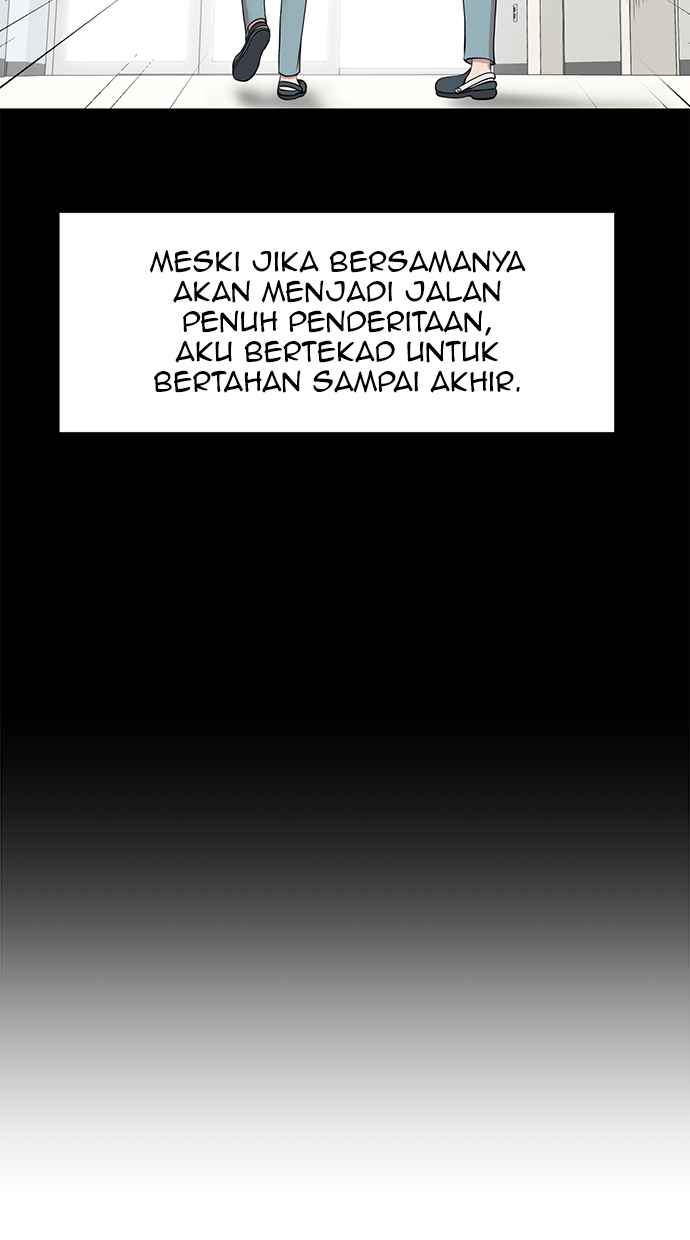 MESKI JIKA BERSAMANYA
AKAN MENJADI JALAN
PENUH PENDERITAAN,
AKU BERTEKAD UNTUK
BERTAHAN SAMPAI AKHIR.